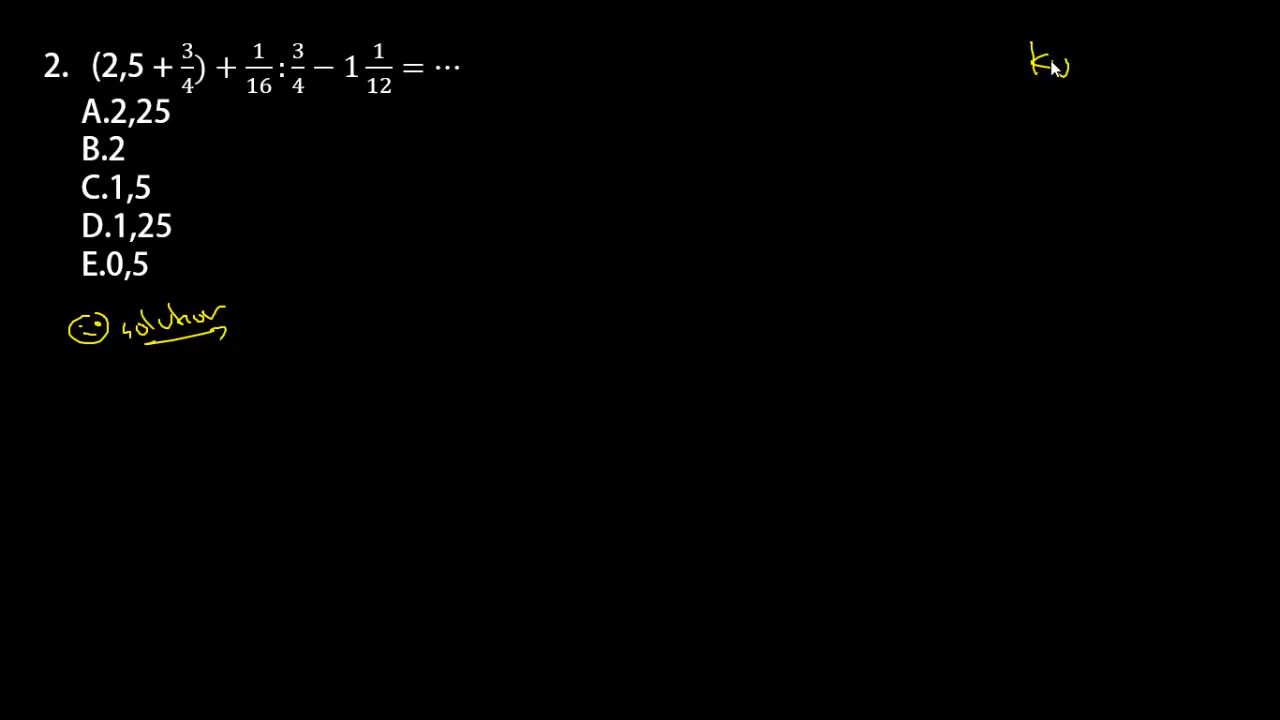 2. (2,5 + 3/4) + 1/16 : 3/4 − 1 1/12 = ⋯
A.2,25
B.2
C.1,5
D.1,25
E.0,5
solution